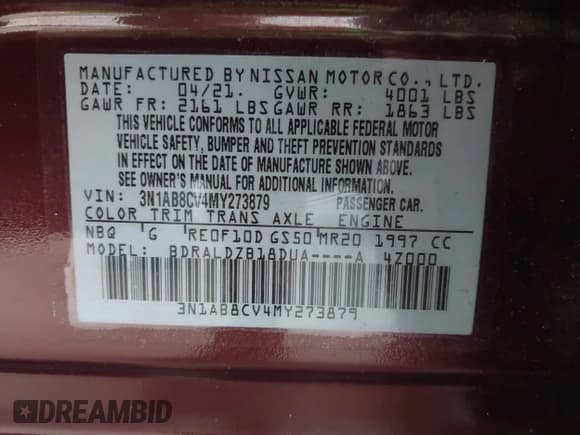 MANUFACTURED BY NISSAN MOTOR CO., LTD.
DATE: 04/21. GVWR: 4001 LBS
GAWR FR: 2161 LBS GAWR RR: 1863 LBS
THIS VEHICLE CONFORMS TO ALL APPLICABLE FEDERAL MOTOR
VEHICLE SAFETY, BUMPER AND THEFT PREVENTION STANDARDS
IN EFFECT ON THE DATE OF MANUFACTURE SHOWN ABOVE.
SEE OWNER'S MANUAL FOR ADDITIONAL INFORMATION.
VIN: 3N1AB8CV4MY273879 PASSENGER CAR.
COLOR TRIM TRANS AXLE ENGINE
NBQ G RE0F10D GS50 MR20 1997 CC
MODEL: BDRALDZB18DUA----A 4Z000
3N1AB8CV4MY273879
DREAMBID